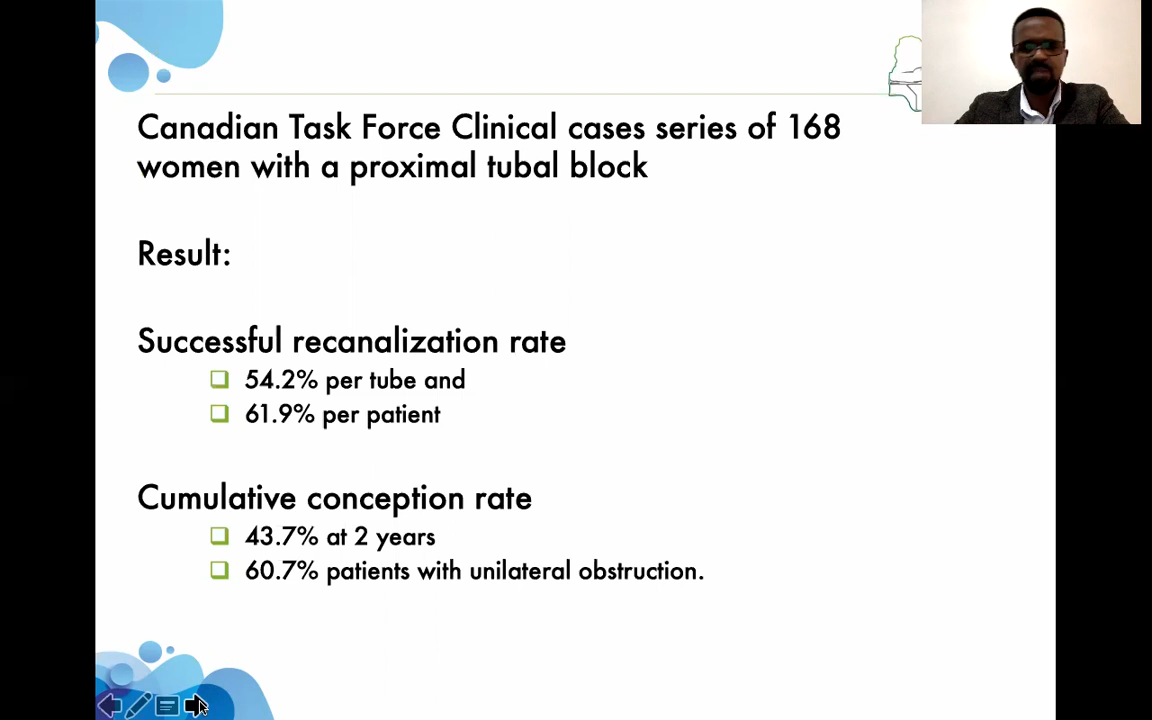 Canadian Task Force Clinical cases series of 168
women with a proximal tubal block
Result:
Successful recanalization rate
54.2% per tube and
61.9% per patient
Cumulative conception rate
43.7% at 2 years
60.7% patients with unilateral obstruction.